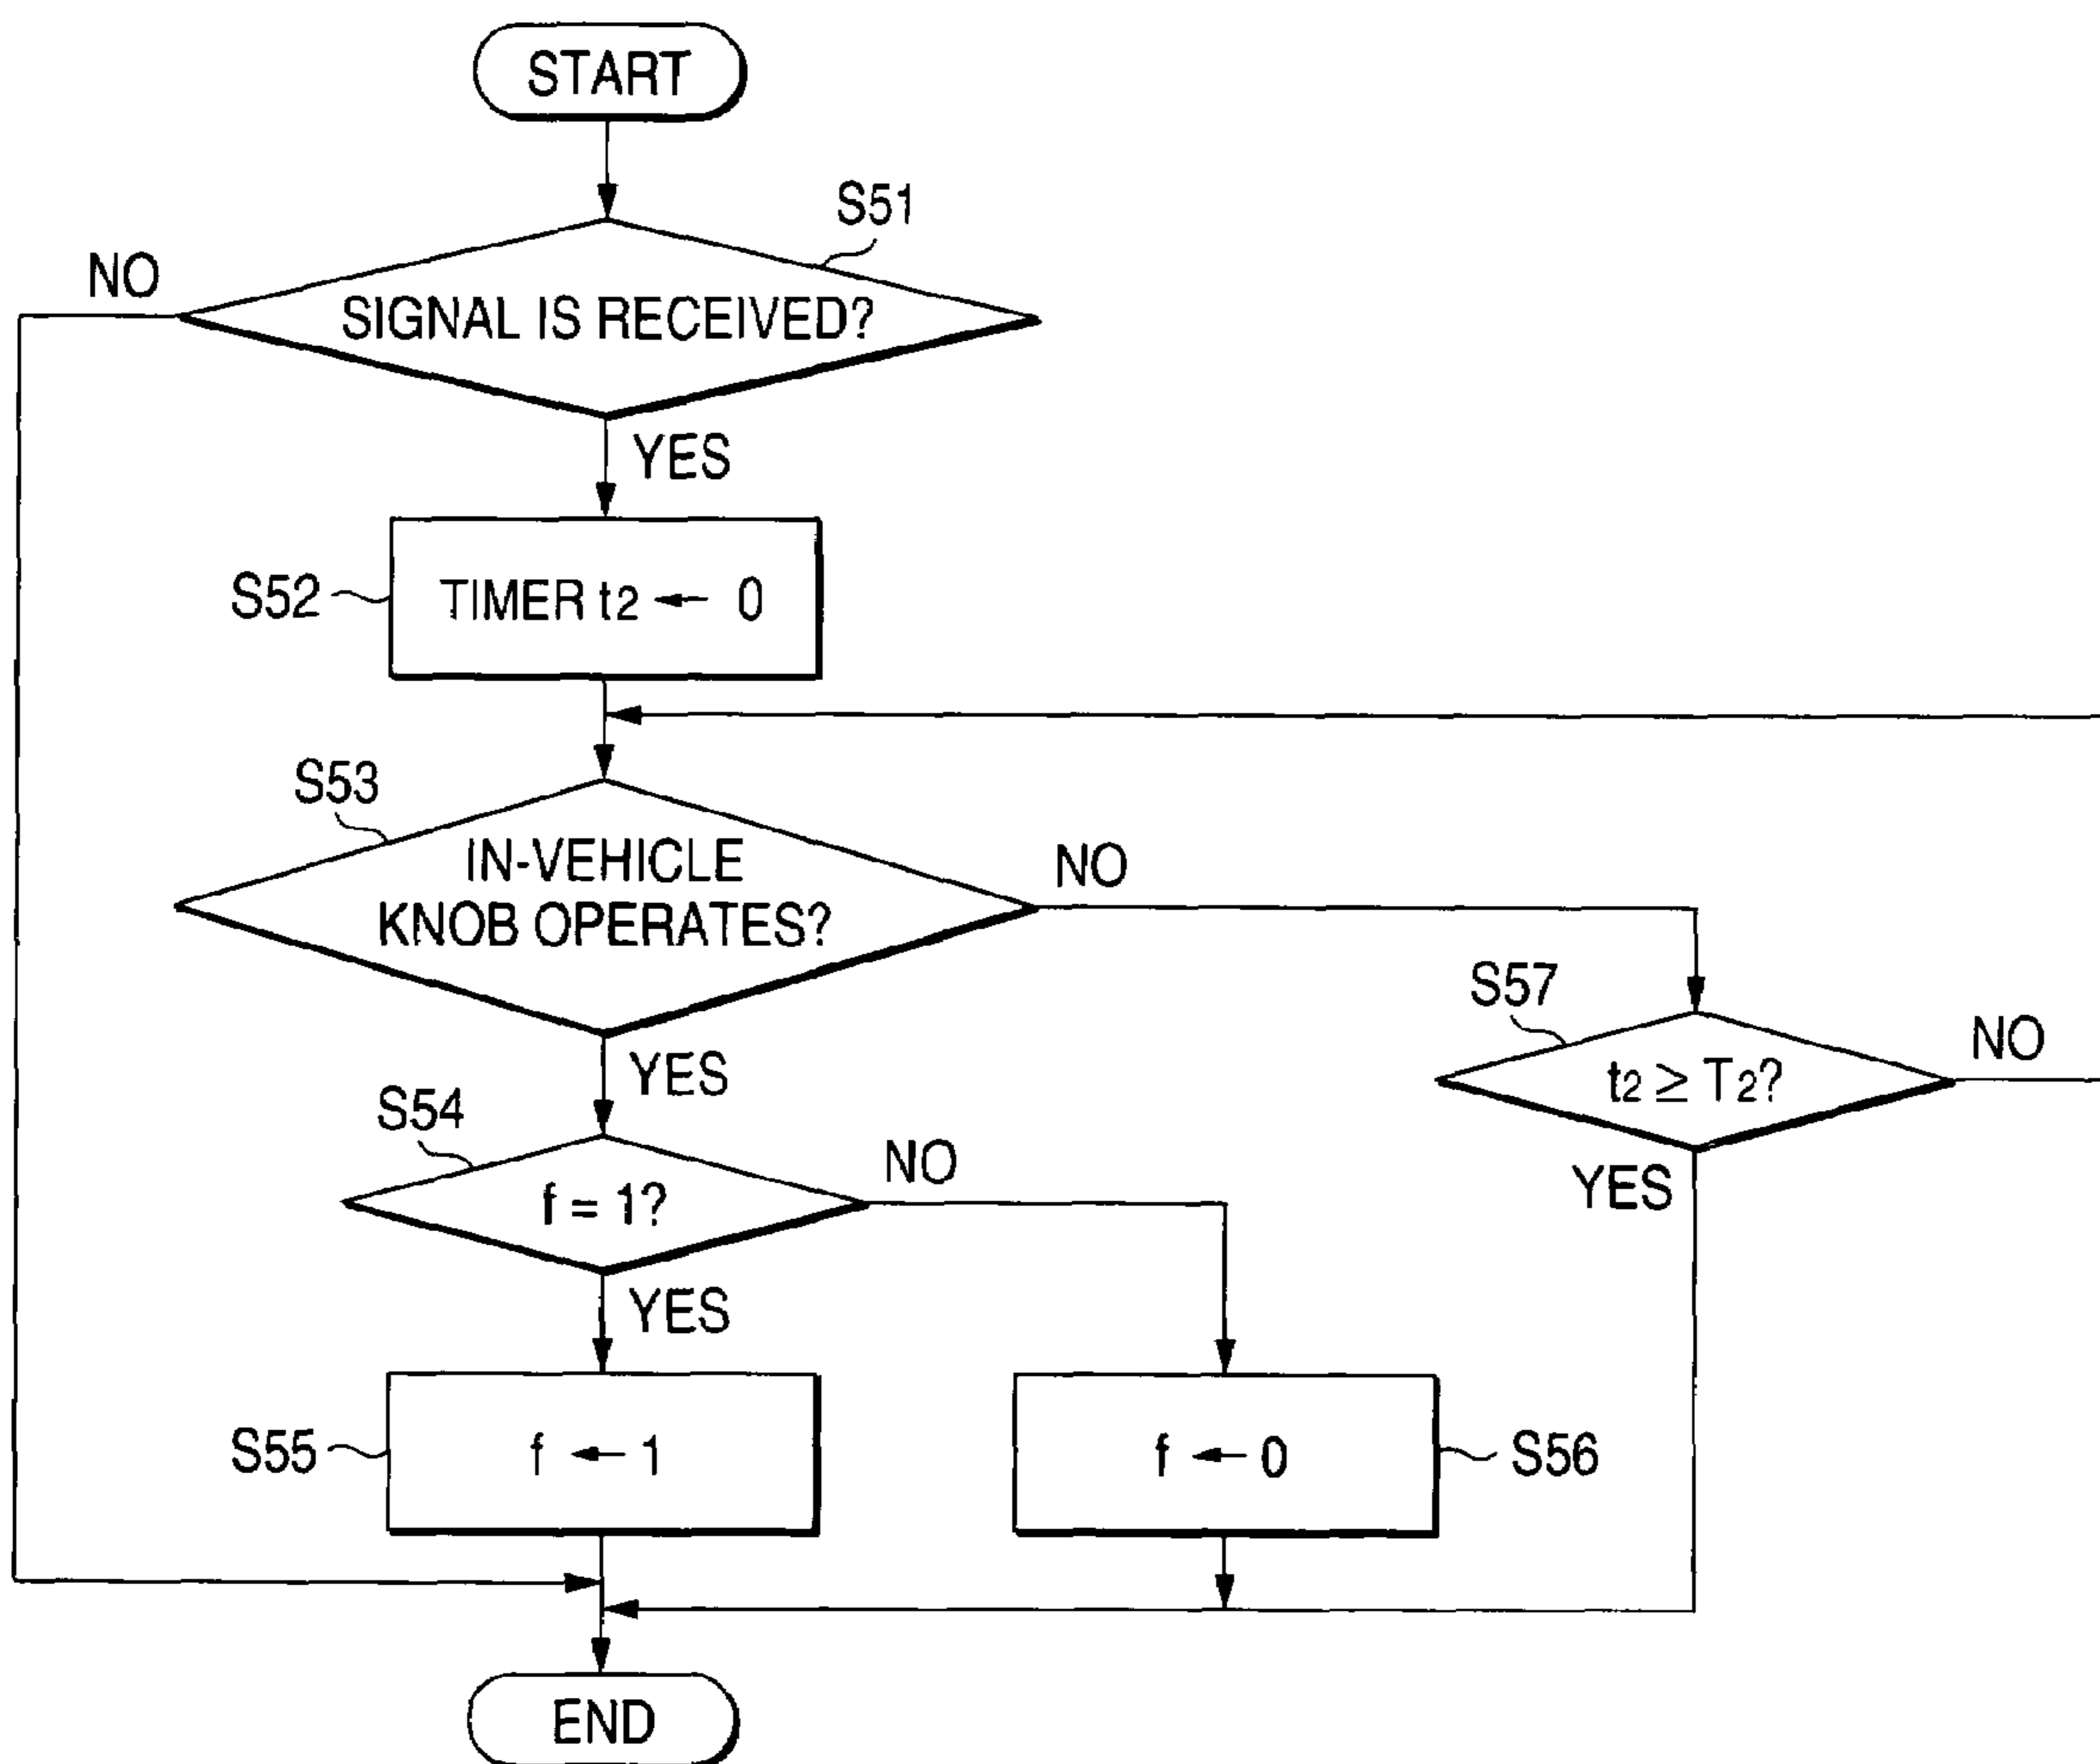 START
S51
NO
SIGNAL IS RECEIVED?
YES
S52
TIMER t2 ← 0
S53
IN-VEHICLE
KNOB OPERATES?
NO
S57
t2 ≥ T2?
NO
YES
YES
S54
f = 1?
NO
YES
S55
f ← 1
f ← 0
S56
END